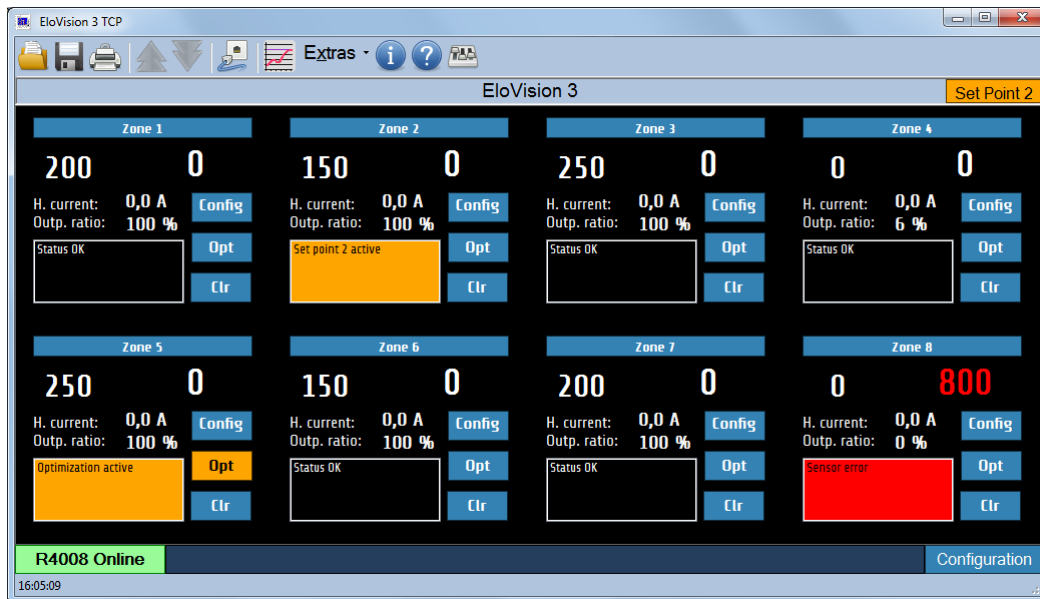 EloVision 3 TCP
Extras
EloVision 3
Set Point 2
Zone 1 Zone 2 Zone 3 Zone 4
200 0 150 0 250 0 0 0
H. current: 0,0 A Config H. current: 0,0 A Config H. current: 0,0 A Config H. current: 0,0 A Config
Outp. ratio: 100 % Outp. ratio: 100 % Outp. ratio: 100 % Outp. ratio: 6 %
Status OK Opt Set point 2 active Opt Status OK Opt Status OK Opt
Clr Clr Clr Clr
Zone 5 Zone 6 Zone 7 Zone 8
250 0 150 0 200 0 0 800
H. current: 0,0 A Config H. current: 0,0 A Config H. current: 0,0 A Config H. current: 0,0 A Config
Outp. ratio: 100 % Outp. ratio: 100 % Outp. ratio: 100 % Outp. ratio: 0 %
Optimization active Opt Status OK Opt Status OK Opt Sensor error Opt
Clr Clr Clr Clr
R4008 Online Configuration
16:05:09